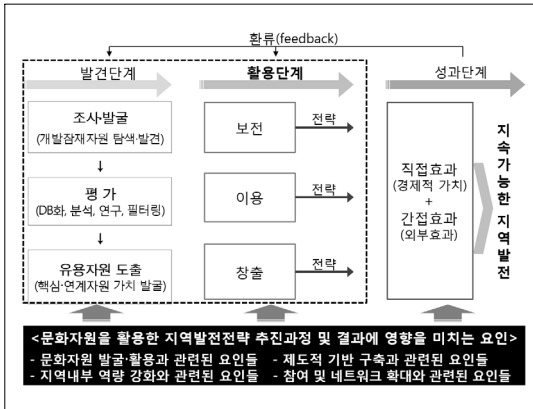 환류(feedback)
발견단계
활용단계
성과단계
조사·발굴
(개발잠재자원 탐색·발견)
평 가
(DB화, 분석, 연구, 필터링)
유용자원 도출
(핵심·연계자원 가치 발굴)
보전
전략
이용
전략
창출
전략
직접효과
(경제적 가치)
+
간접효과
(외부효과)
지속가능한 지역발전
<문화자원을 활용한 지역발전전략 추진과정 및 결과에 영향을 미치는 요인>
- 문화자원 발굴·활용과 관련된 요인들 - 제도적 기반 구축과 관련된 요인들
- 지역내부 역량 강화와 관련된 요인들 - 참여 및 네트워크 확대와 관련된 요인들